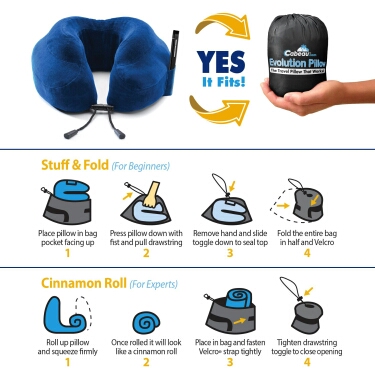 YES
It Fits!
Cabeau
Evolution Pillow
The Travel Pillow That Works!
Stuff & Fold (For Beginners)
Place pillow in bag
pocket facing up
1
Press pillow down with
fist and pull drawstring
2
Remove hand and slide
toggle down to seal top
3
Fold the entire bag
in half and Velcro
4
Cinnamon Roll (For Experts)
Roll up pillow
and squeeze firmly
1
Once rolled it will look
like a cinnamon roll
2
Place in bag and fasten
Velcro® strap tightly
3
Tighten drawstring
toggle to close opening
4